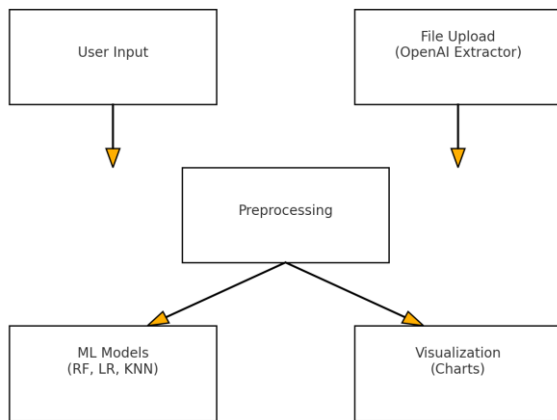 User Input
File Upload
(OpenAI Extractor)
Preprocessing
ML Models
(RF, LR, KNN)
Visualization
(Charts)